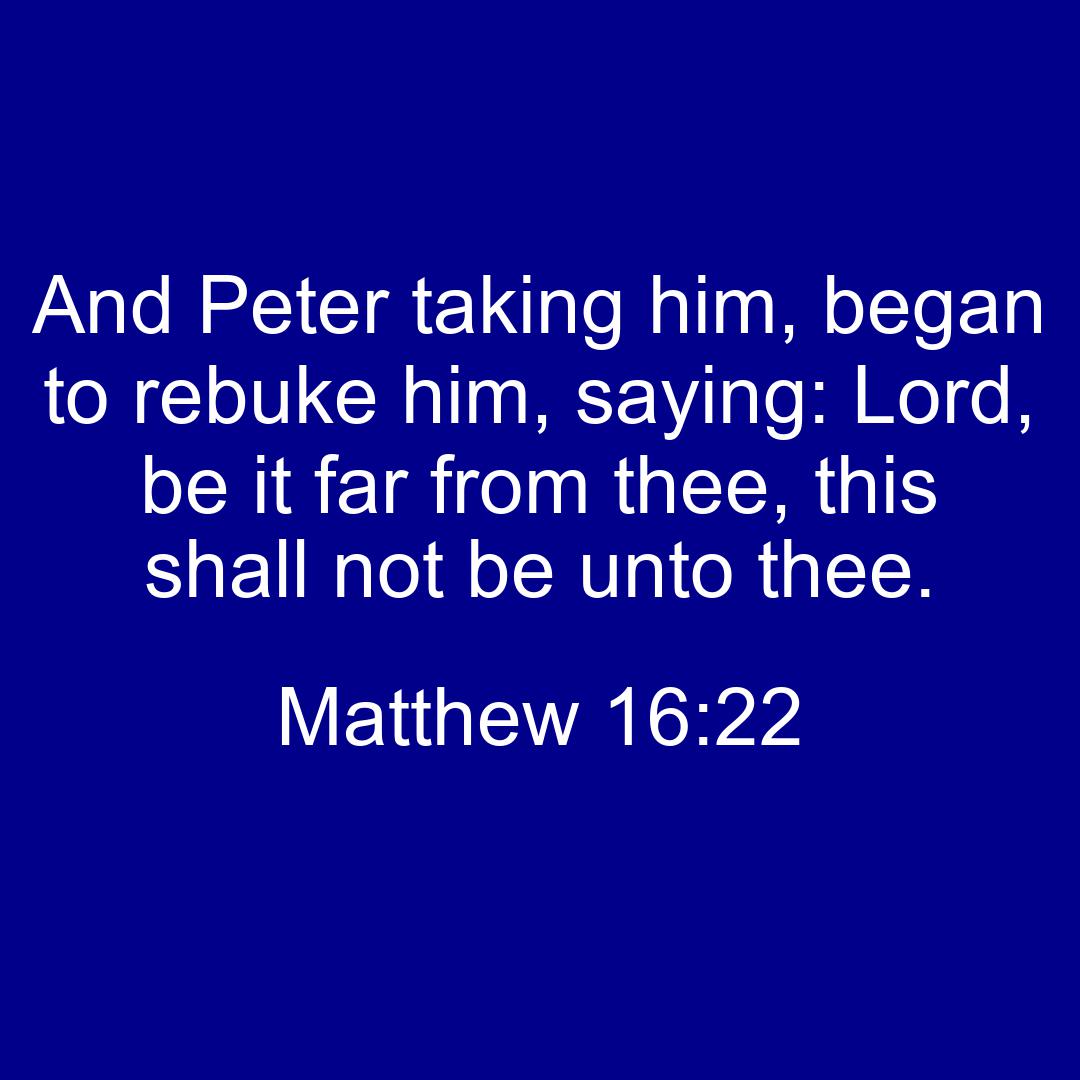 And Peter taking him, began
to rebuke him, saying: Lord,
be it far from thee, this
shall not be unto thee.
Matthew 16:22